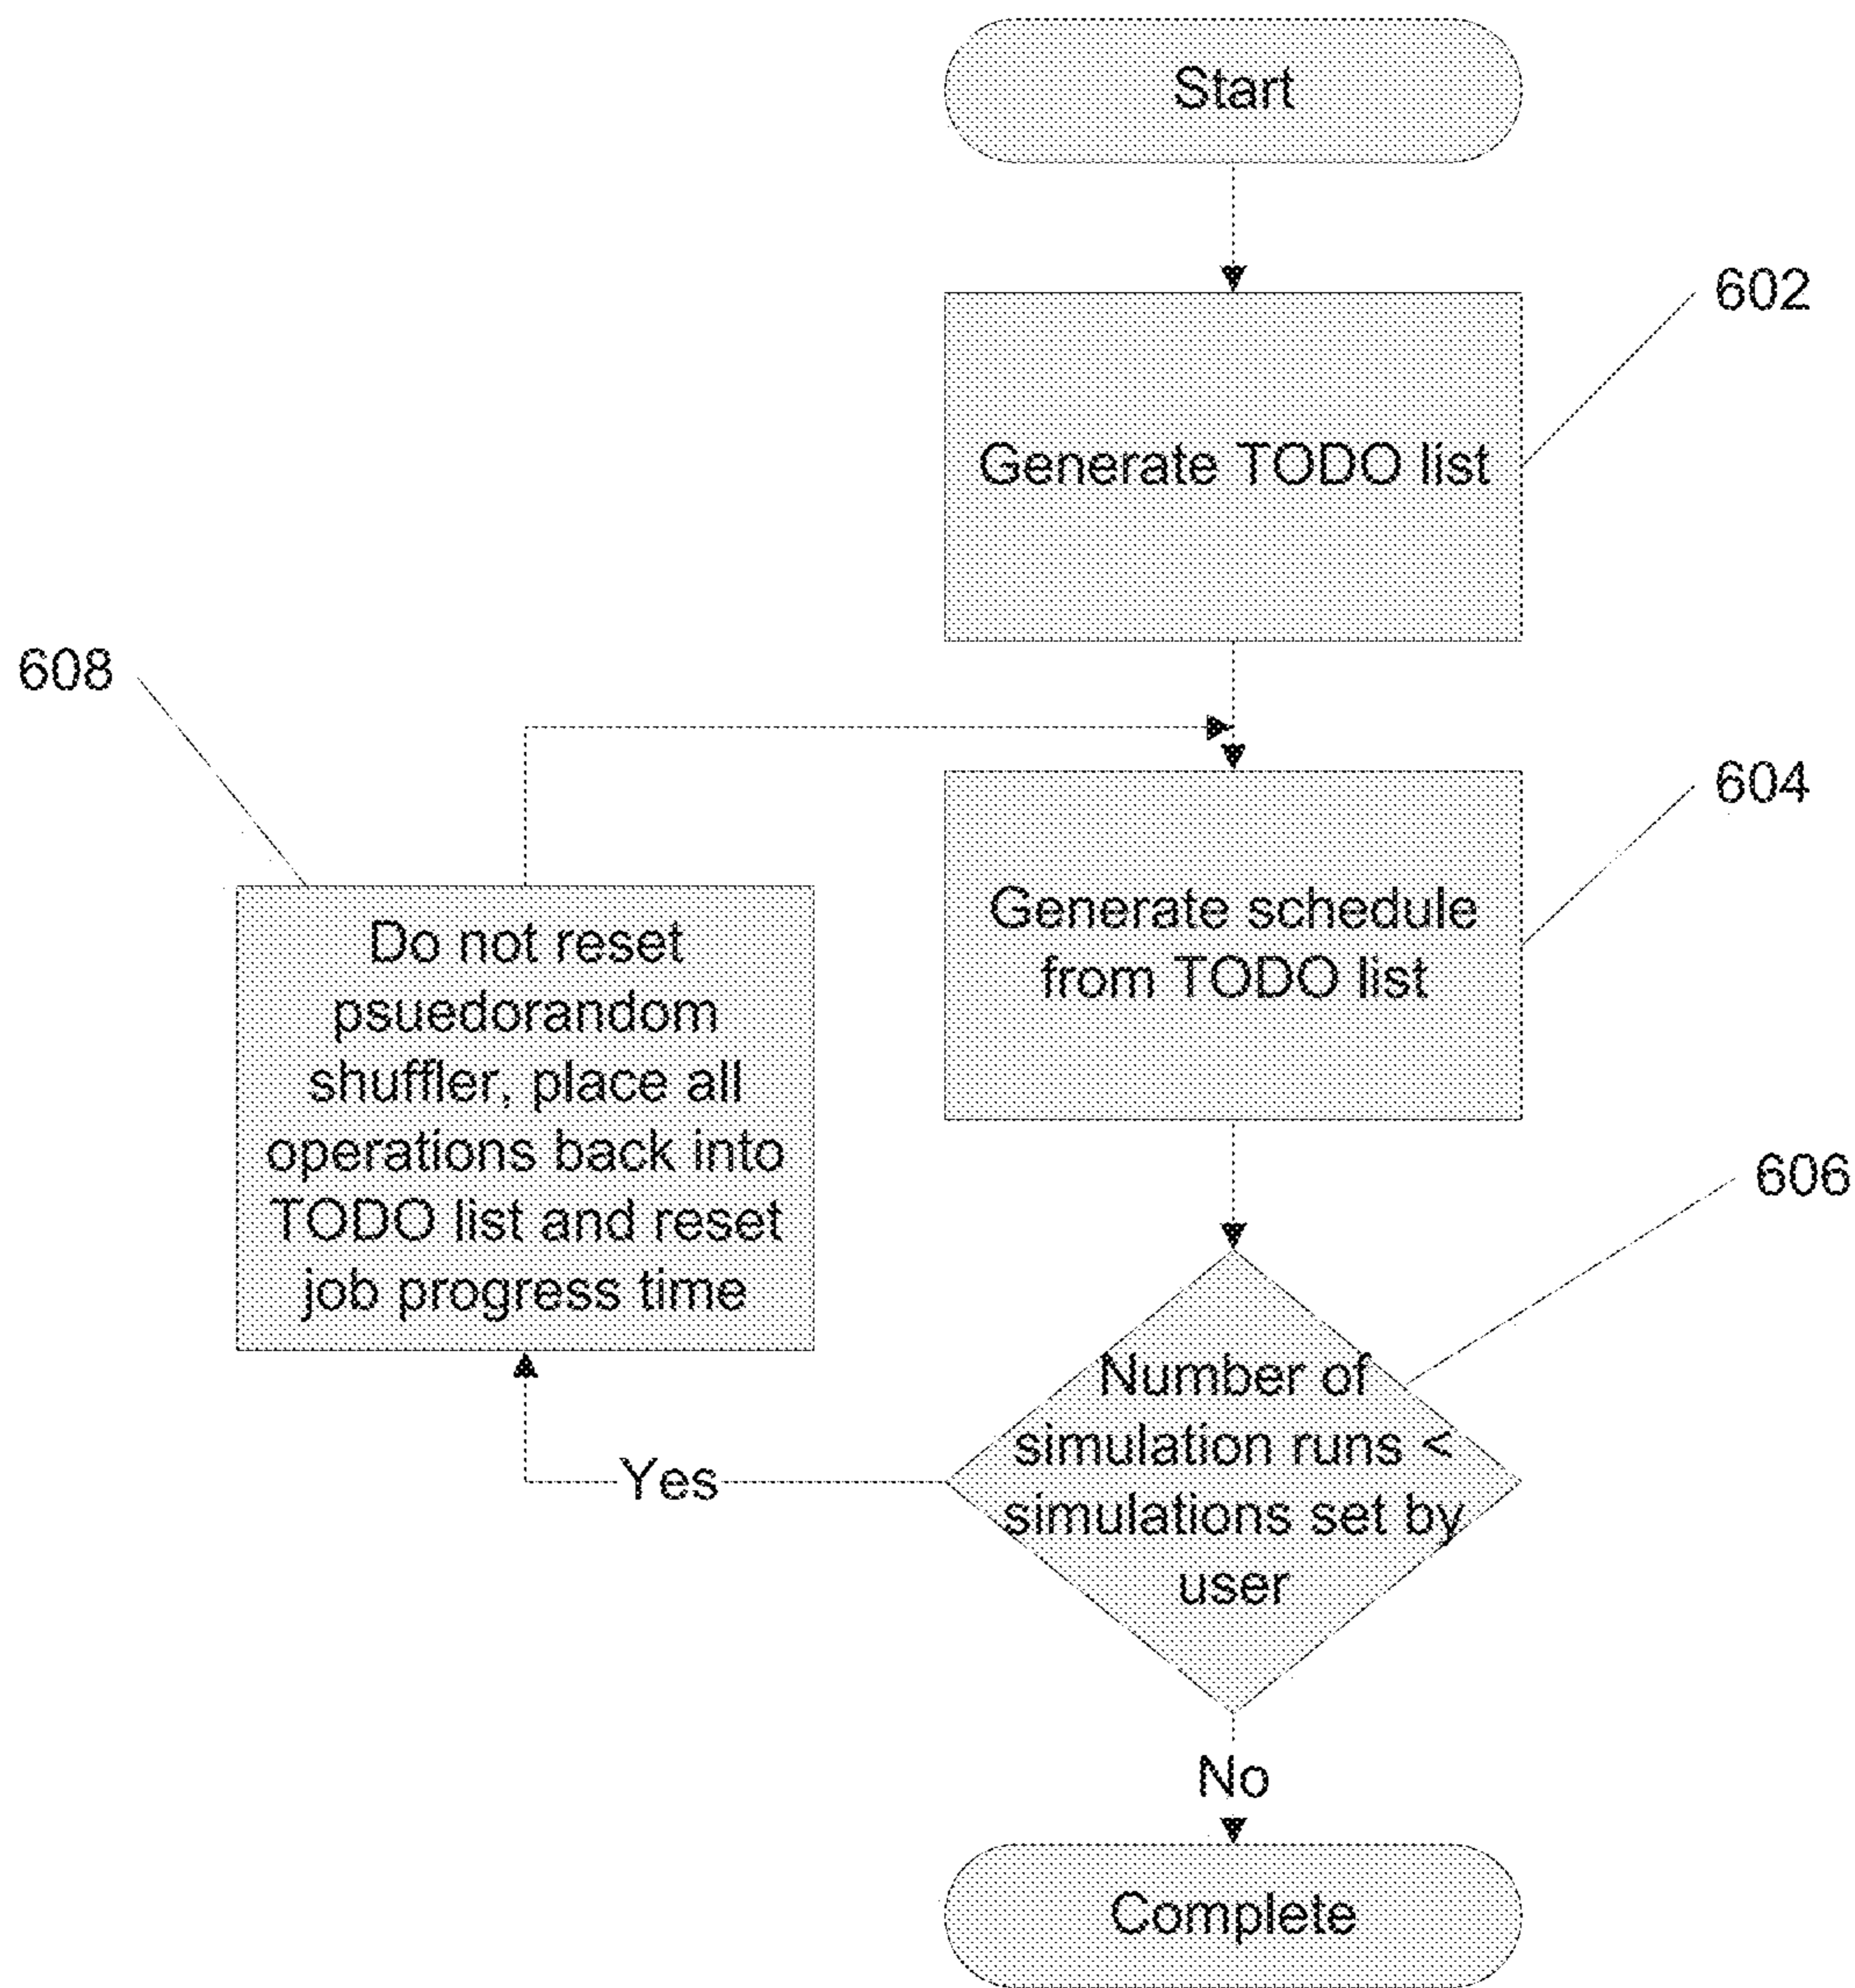 Start
602
Generate TODO list
608
604
Generate schedule
from TODO list
Do not reset
psuedorandom
shuffler, place all
operations back into
TODO list and reset
job progress time
606
Number of
simulation runs <
simulations set by
user
Yes
No
Complete